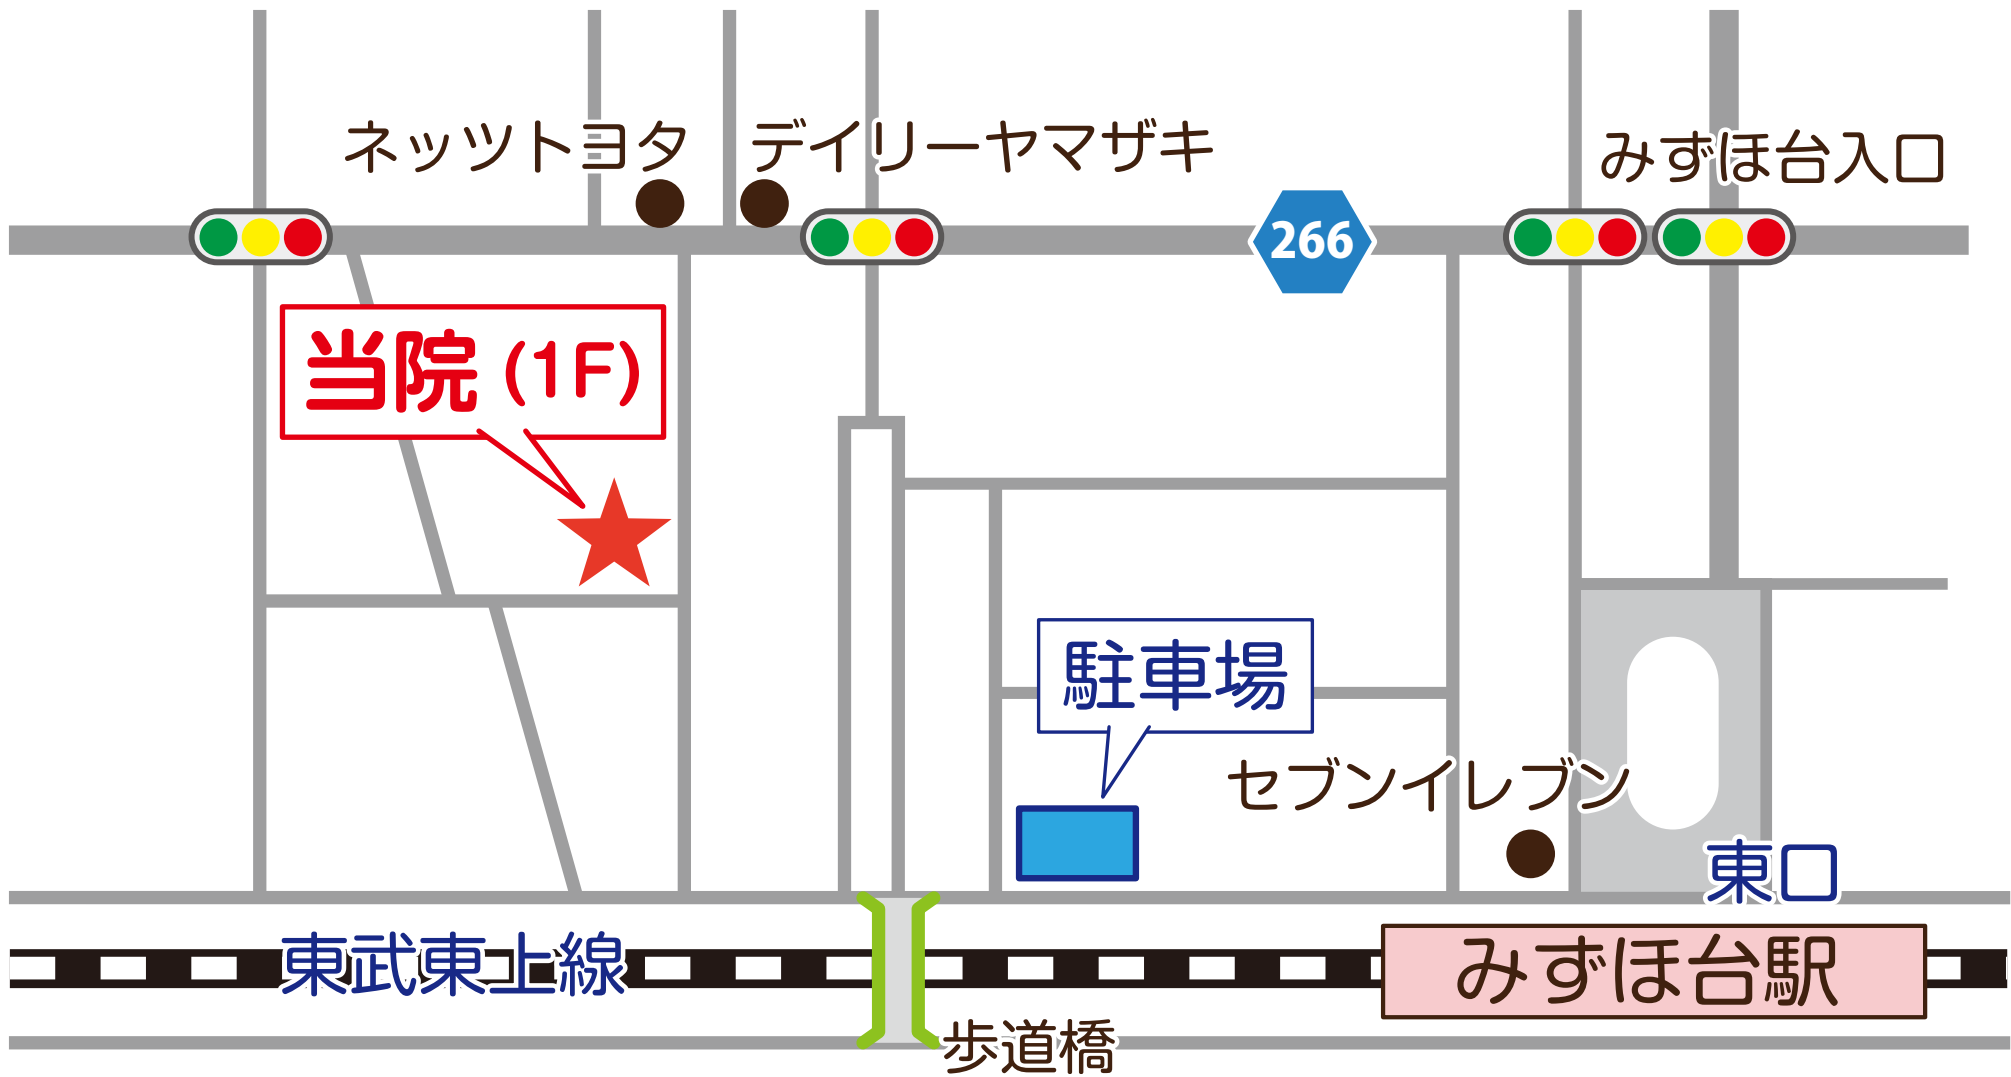 ネッツトヨタ
デイリーヤマザキ
みずほ台入口
266
当院（1F）
駐車場
セブンイレブン
東口
東武東上線
みずほ台駅
歩道橋